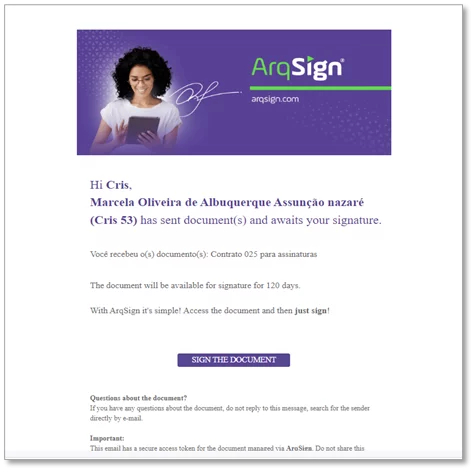 ArqSign®
arqsign.com
Hi Cris,
Marcela Oliveira de Albuquerque Assunção nazaré
(Cris 53) has sent document(s) and awaits your signature.
Você recebeu o(s) documento(s): Contrato 025 para assinaturas
The document will be available for signature for 120 days.
With ArqSign it's simple! Access the document and then just sign!
SIGN THE DOCUMENT
Questions about the document?
If you have any questions about the document, do not reply to this message, search for the sender
directly by e-mail.
Important:
This email has a secure access token for the document managed via ArqSign. Do not share this